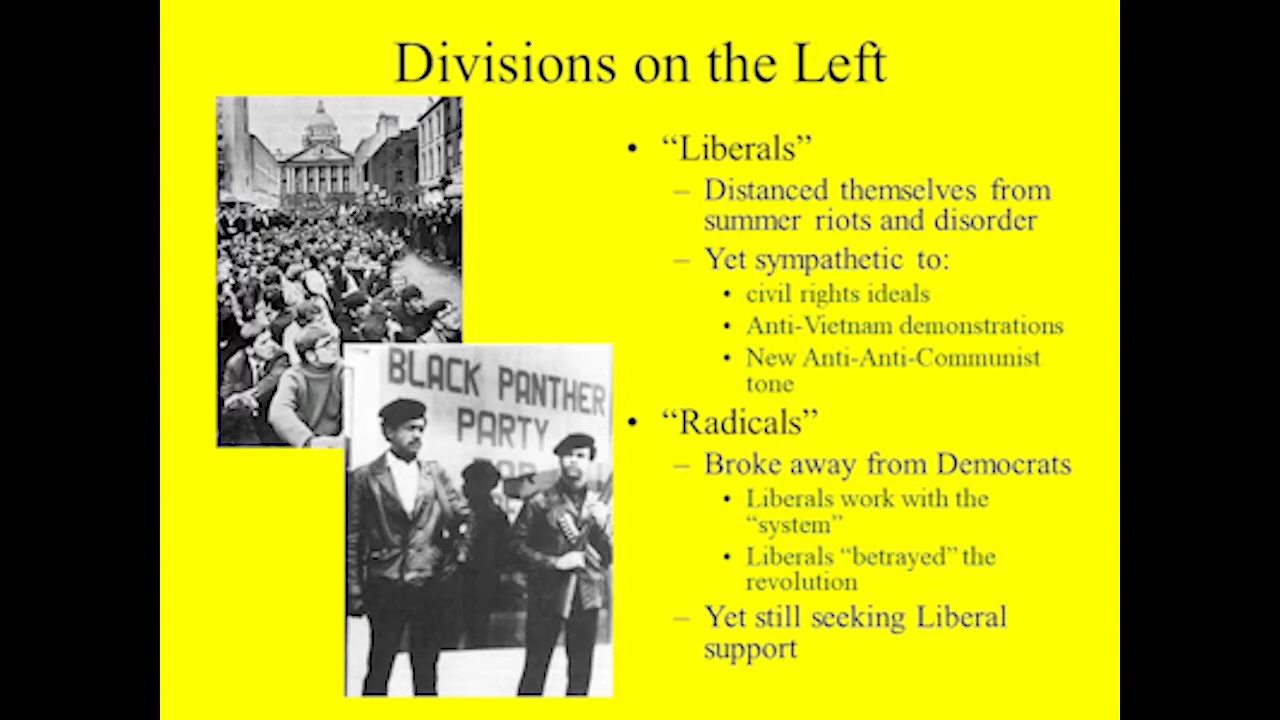 Divisions on the Left
• “Liberals”
– Distanced themselves from
summer riots and disorder
– Yet sympathetic to:
• civil rights ideals
• Anti-Vietnam demonstrations
• New Anti-Anti-Communist
tone
• “Radicals”
– Broke away from Democrats
• Liberals work with the
“system”
• Liberals “betrayed” the
revolution
– Yet still seeking Liberal
support
BLACK PANTHER
PARTY